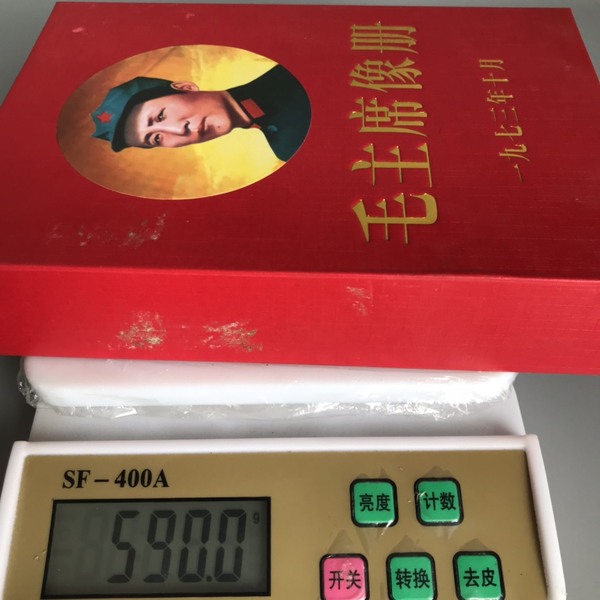 毛主席像册
一九七三年十月
SF-400A
590.0 g
亮度 计数
开关 转换 去皮